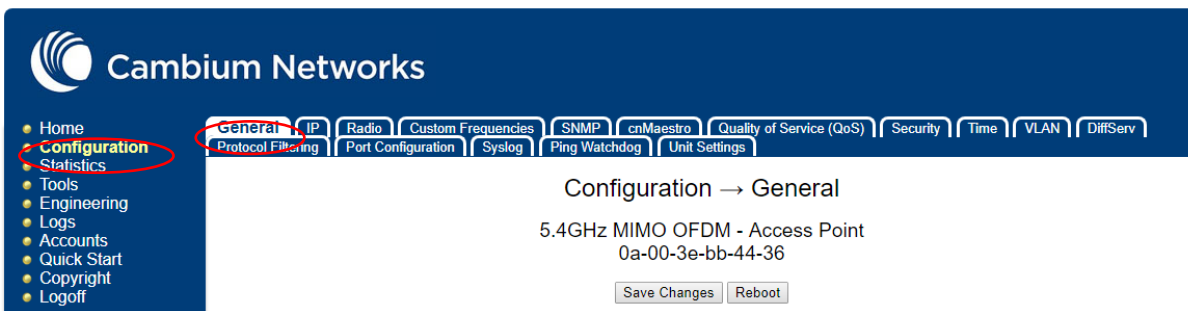 Cambium Networks
Home
Configuration
Statistics
Tools
Engineering
Logs
Accounts
Quick Start
Copyright
Logoff
General IP Radio Custom Frequencies SNMP cnMaestro Quality of Service (QoS) Security Time VLAN DiffServ
Protocol Filtering Port Configuration Syslog Ping Watchdog Unit Settings
Configuration → General
5.4GHz MIMO OFDM - Access Point
0a-00-3e-bb-44-36
Save Changes Reboot